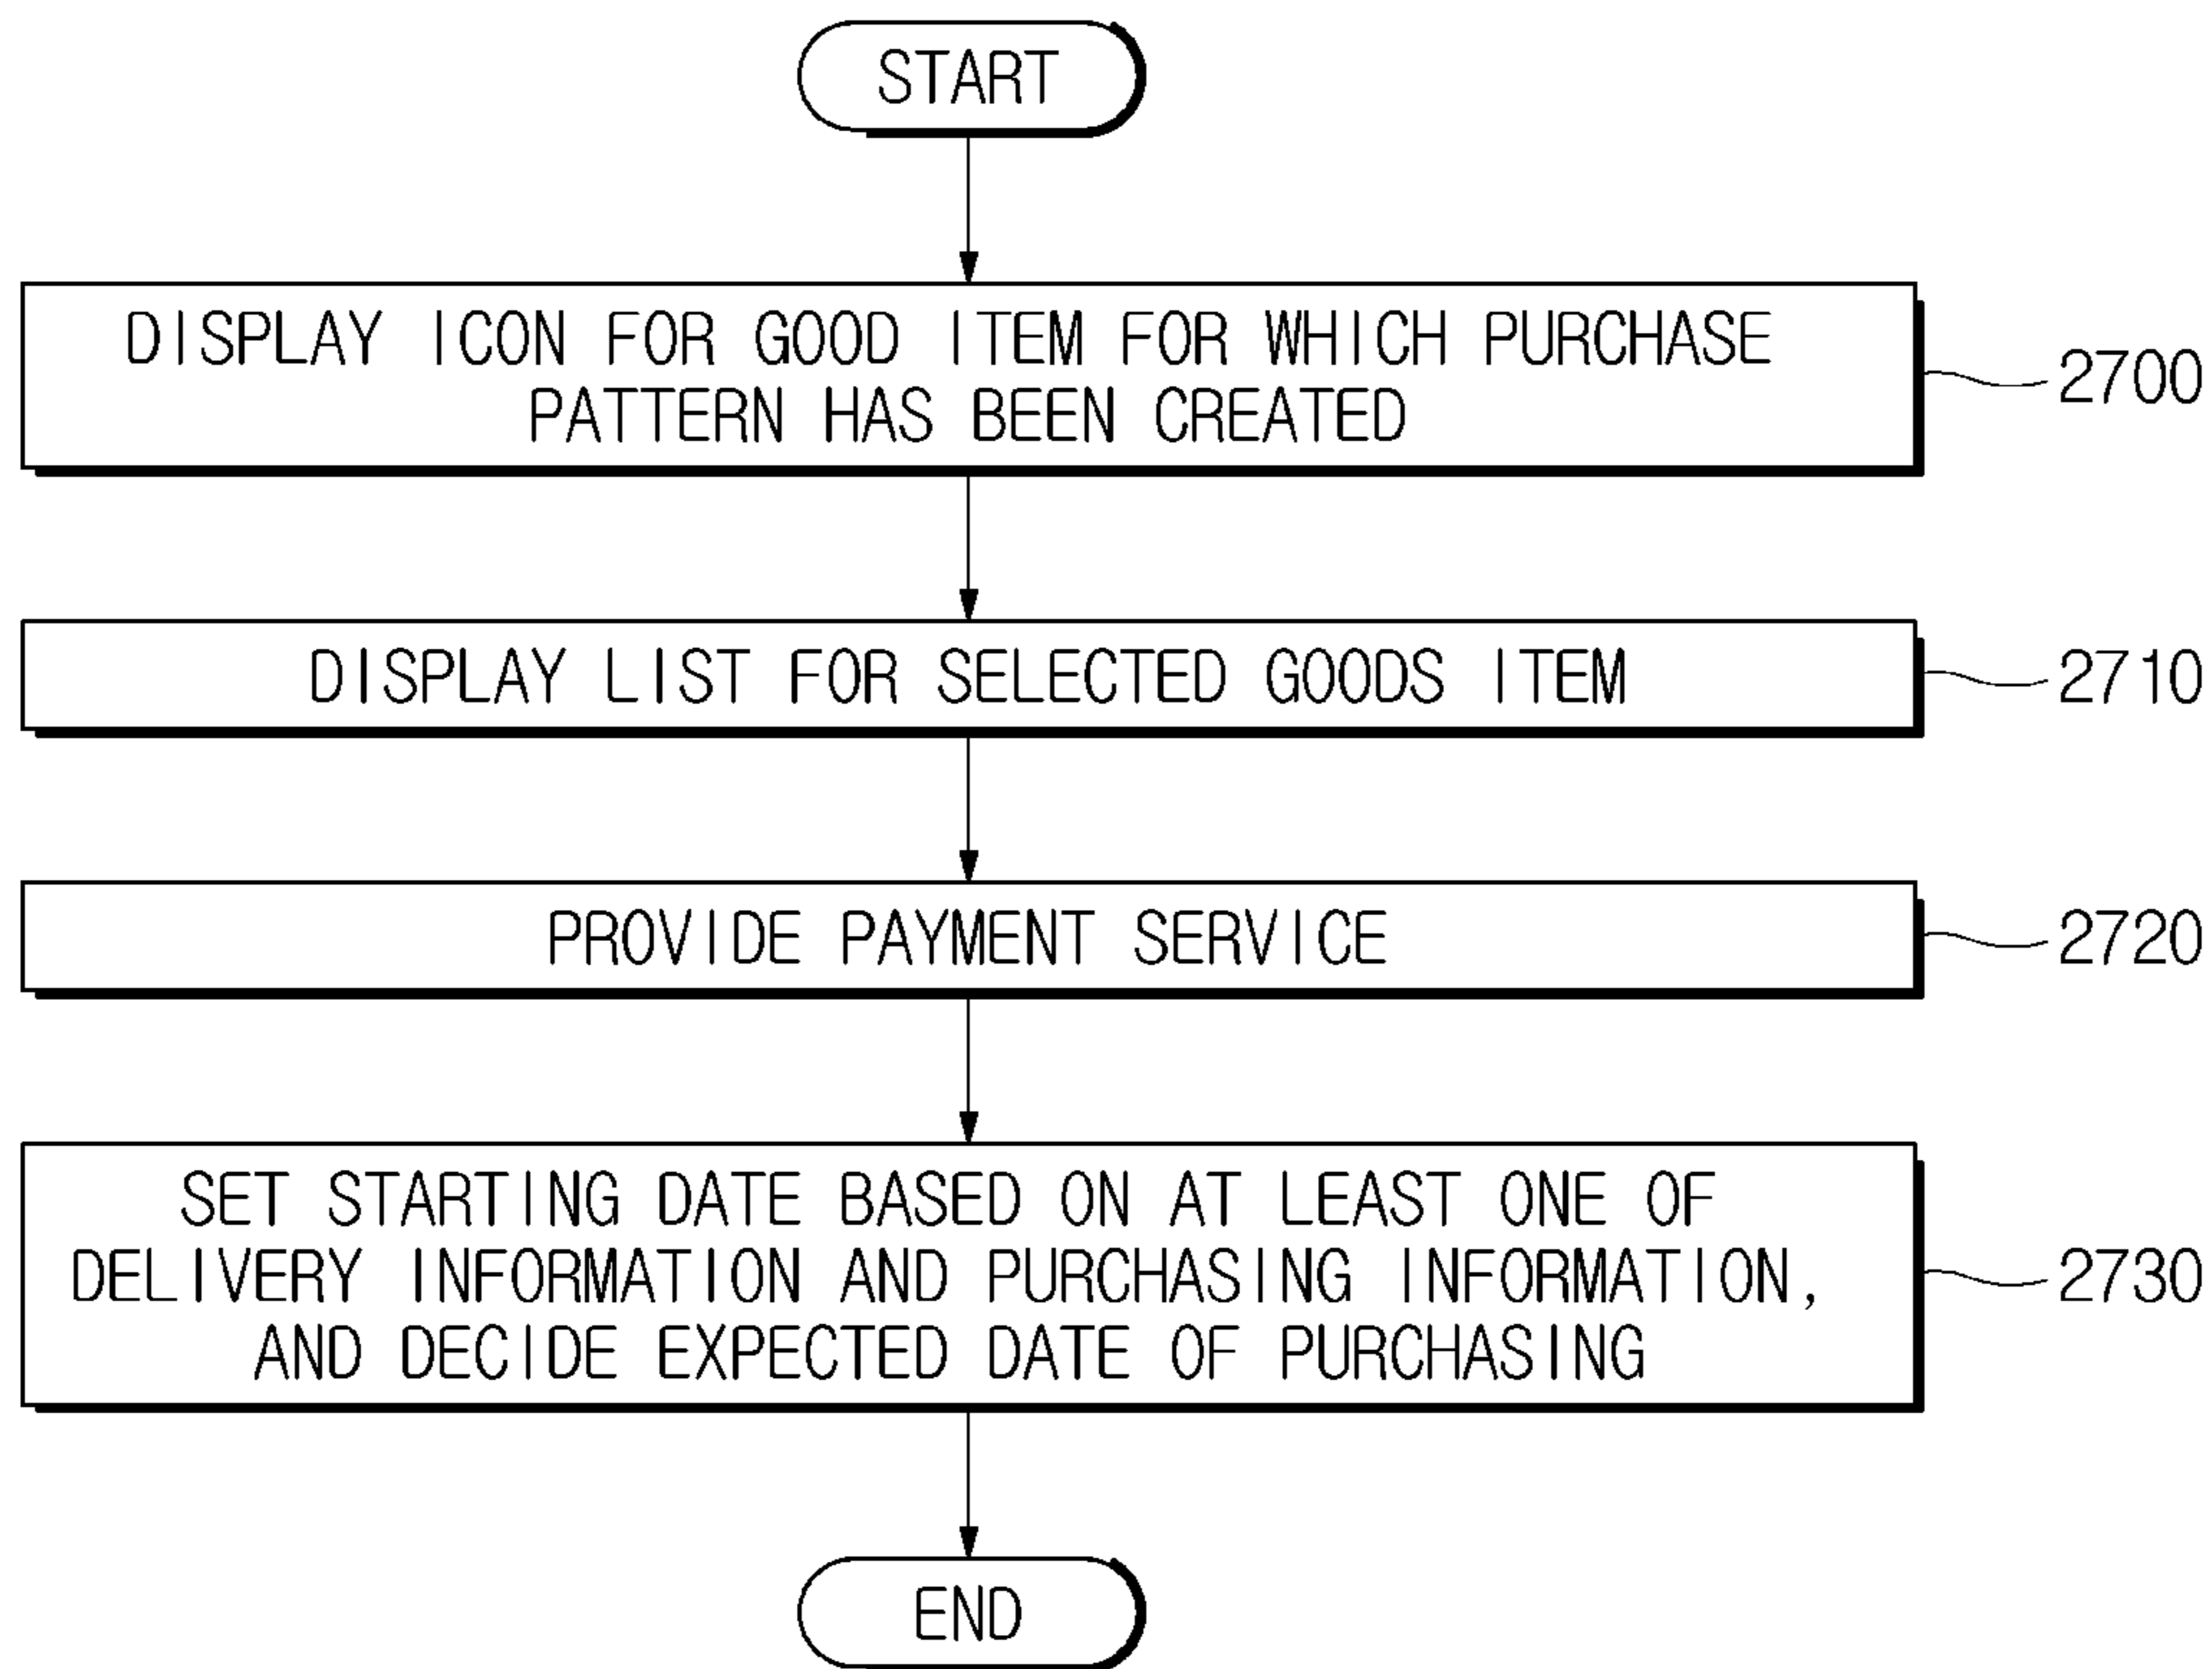 START
DISPLAY ICON FOR GOOD ITEM FOR WHICH PURCHASE
PATTERN HAS BEEN CREATED
2700
DISPLAY LIST FOR SELECTED GOODS ITEM
2710
PROVIDE PAYMENT SERVICE
2720
SET STARTING DATE BASED ON AT LEAST ONE OF
DELIVERY INFORMATION AND PURCHASING INFORMATION,
AND DECIDE EXPECTED DATE OF PURCHASING
2730
END